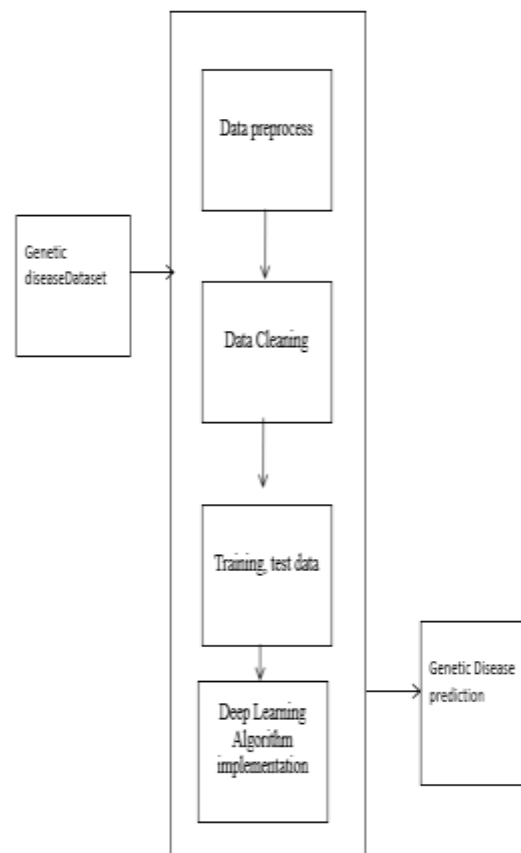 Data preprocess
Genetic
diseaseDataset
Data Cleaning
Training, test data
Deep Learning
Algorithm
implementation
Genetic Disease
prediction